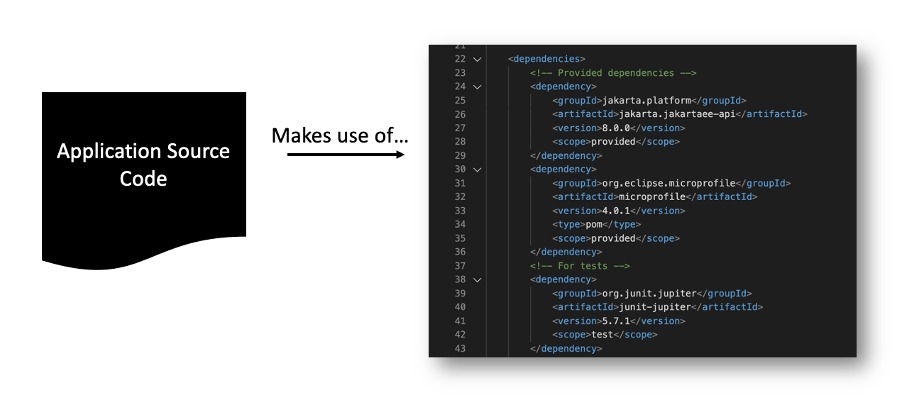 Application Source
Code
Makes use of...
21
22 <dependencies>
23 <!-- Provided dependencies -->
24 <dependency>
25 <groupId>jakarta.platform</groupId>
26 <artifactId>jakarta.jakartaee-api</artifactId>
27 <version>8.0.0</version>
28 <scope>provided</scope>
29 </dependency>
30 <dependency>
31 <groupId>org.eclipse.microprofile</groupId>
32 <artifactId>microprofile</artifactId>
33 <version>4.0.1</version>
34 <type>pom</type>
35 <scope>provided</scope>
36 </dependency>
37 <!-- For tests -->
38 <dependency>
39 <groupId>org.junit.jupiter</groupId>
40 <artifactId>junit-jupiter</artifactId>
41 <version>5.7.1</version>
42 <scope>test</scope>
43 </dependency>